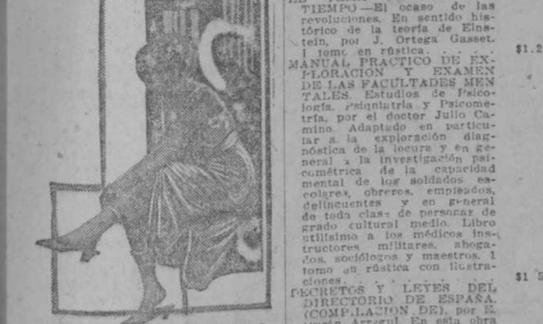 TIEMPO—El ocaso de las
revoluciones. En sentido his-
tórico de la teoría de Eins-
tein, por J. Ortega Gasset.
1 tomo en rústica . . . . . $1.2
MANUAL PRACTICO DE EX-
PLORACION Y EXAMEN
DE LAS FACULTADES MEN
TALES. Estudios de Psico-
logía, Psiquiatría y Psicome-
tría, por el doctor Julio Ca-
mino. Adaptado en particu-
lar a la exploración diag-
nóstica de la locura y en ge-
neral a la investigación psi-
cométrica de la capacidad
mental de los soldados es-
colares, obreros, empleados,
delincuentes y en general
de toda clase de personas de
grado cultural medio. Libro
utilísimo a los médicos ins-
tructores militares, aboga-
dos, sociólogos y maestros. 1
tomo en rústica con ilustra-
ciones . . . . . $1 5
DECRETOS Y LEYES DEL
DIRECTORIO DE ESPAÑA.
(COMPILACION DE), por E.
En esta obra